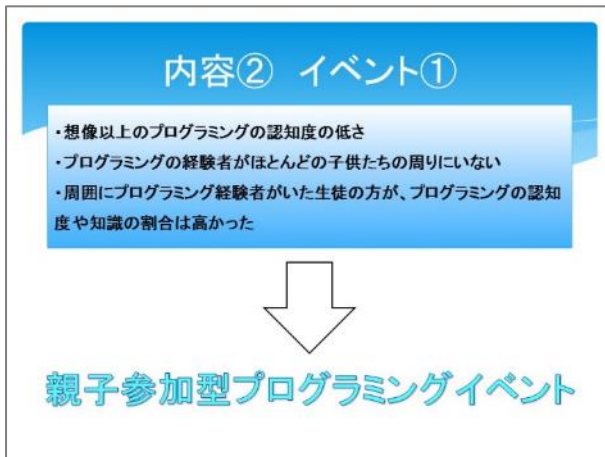 内容② イベント①
・想像以上のプログラミングの認知度の低さ
・プログラミングの経験者がほとんどの子供たちの周りにいない
・周囲にプログラミング経験者がいた生徒の方が、プログラミングの認知
度や知識の割合は高かった
親子参加型プログラミングイベント